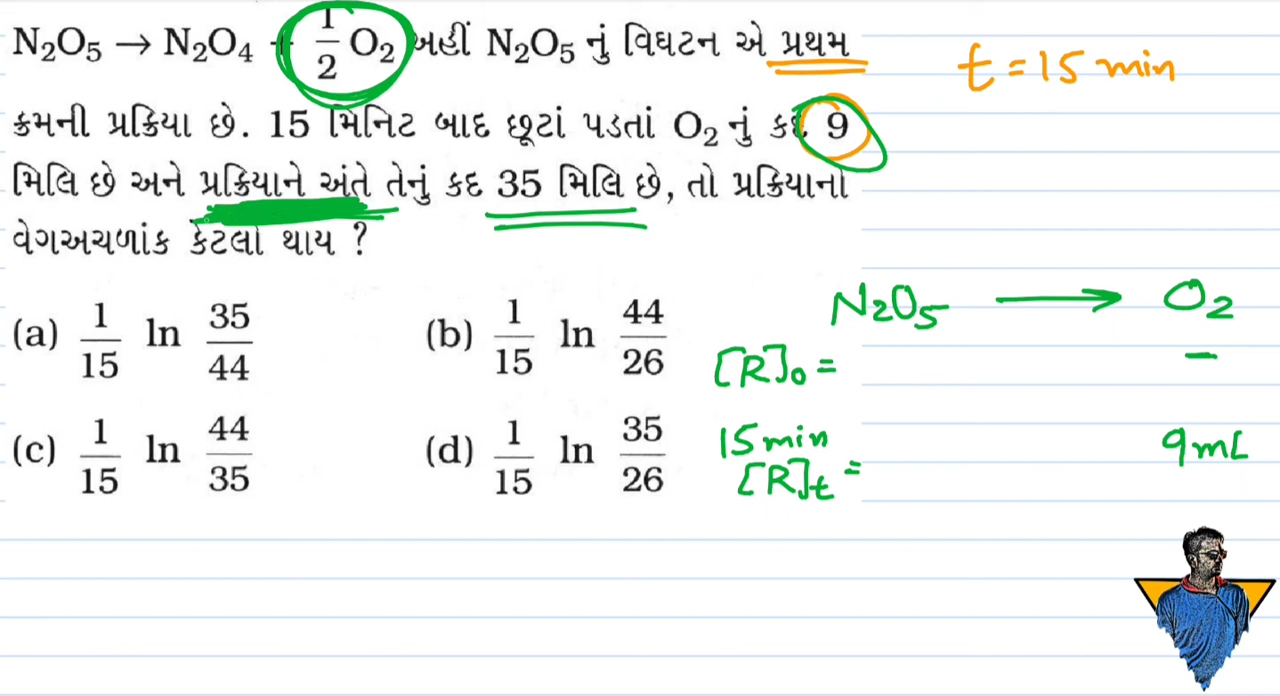 N₂O₅ → N₂O₄ + 1/2 O₂ અહીં N₂O₅ નું વિઘટન એ પ્રથમ
ક્રમની પ્રક્રિયા છે. 15 મિનિટ બાદ છૂટાં પડતાં O₂ નું કદ 9
મિલિ છે અને પ્રક્રિયાને અંતે તેનું કદ 35 મિલિ છે, તો પ્રક્રિયાનો
વેગઅચળાંક કેટલો થાય ?
(a) 1/15 ln 35/44 (b) 1/15 ln 44/26
(c) 1/15 ln 44/35 (d) 1/15 ln 35/26
t = 15 min
N₂O₅ ⟶ O₂
[R]₀ = –
15 min 9 mL
[R]t =